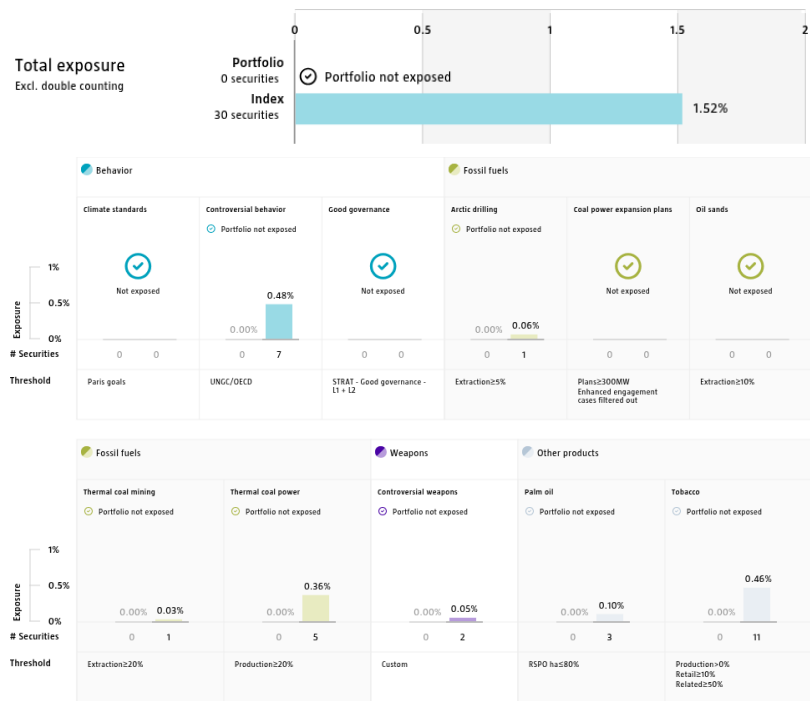 0 0.5 1 1.5 2
Total exposure
Excl. double counting
Portfolio
0 securities
Portfolio not exposed
Index
30 securities
1.52%
Behavior
Fossil fuels
Climate standards
Controversial behavior
Good governance
Arctic drilling
Coal power expansion plans
Oil sands
Portfolio not exposed
Portfolio not exposed
Exposure
1%
0.5%
0%
Not exposed
0.00% 0.48%
Not exposed
0.00% 0.06%
Not exposed
Not exposed
# Securities
0 0
0 7
0 0
0 1
0 0
0 0
Threshold
Paris goals
UNGC/OECD
STRAT - Good governance -
L1 + L2
Extraction≥5%
Plans≥300MW
Enhanced engagement
cases filtered out
Extraction≥10%
Fossil fuels
Weapons
Other products
Thermal coal mining
Thermal coal power
Controversial weapons
Palm oil
Tobacco
Portfolio not exposed
Portfolio not exposed
Portfolio not exposed
Portfolio not exposed
Portfolio not exposed
Exposure
1%
0.5%
0%
0.00% 0.03%
0.00% 0.36%
0.00% 0.05%
0.00% 0.10%
0.00% 0.46%
# Securities
0 1
0 5
0 2
0 3
0 11
Threshold
Extraction≥20%
Production≥20%
Custom
RSPO ha≤80%
Production>0%
Retail≥10%
Related≥50%